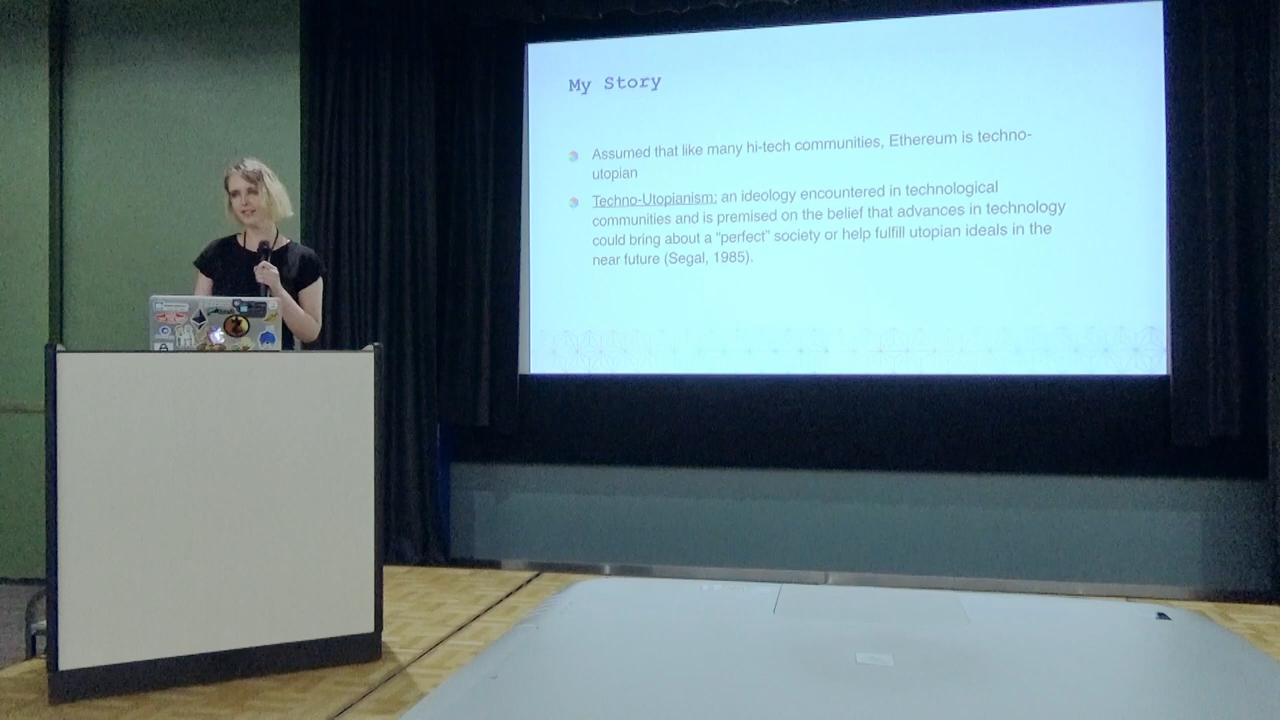 My Story
Assumed that like many hi-tech communities, Ethereum is techno-
utopian
Techno-Utopianism: an ideology encountered in technological
communities and is premised on the belief that advances in technology
could bring about a “perfect” society or help fulfill utopian ideals in the
near future (Segal, 1985).